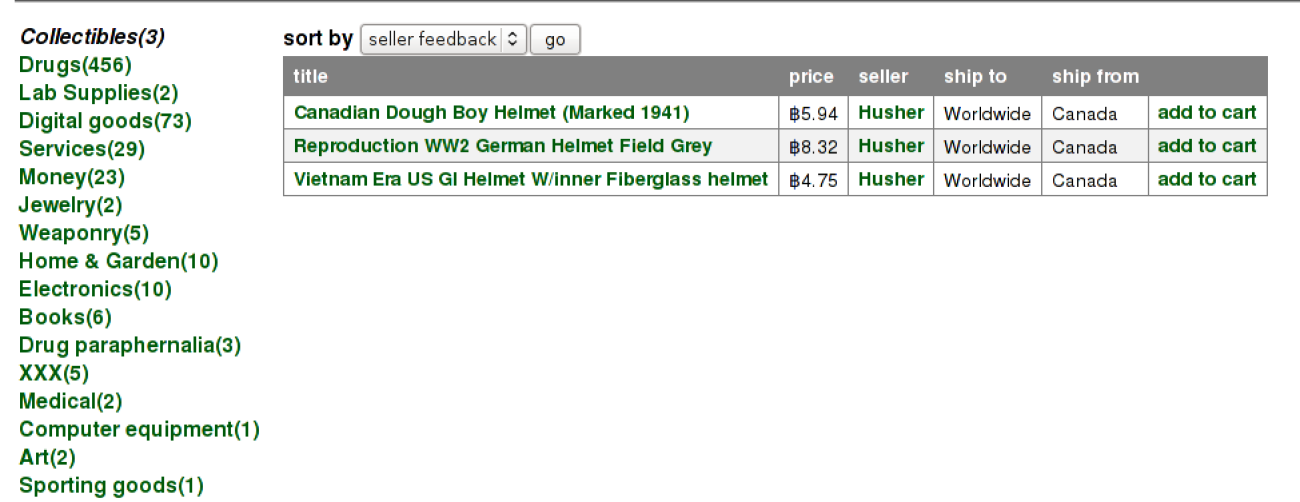 Collectibles(3)
Drugs(456)
Lab Supplies(2)
Digital goods(73)
Services(29)
Money(23)
Jewelry(2)
Weaponry(5)
Home & Garden(10)
Electronics(10)
Books(6)
Drug paraphernalia(3)
XXX(5)
Medical(2)
Computer equipment(1)
Art(2)
Sporting goods(1)
sort by seller feedback go
title price seller ship to ship from
Canadian Dough Boy Helmet (Marked 1941) ฿5.94 Husher Worldwide Canada add to cart
Reproduction WW2 German Helmet Field Grey ฿8.32 Husher Worldwide Canada add to cart
Vietnam Era US GI Helmet W/inner Fiberglass helmet ฿4.75 Husher Worldwide Canada add to cart